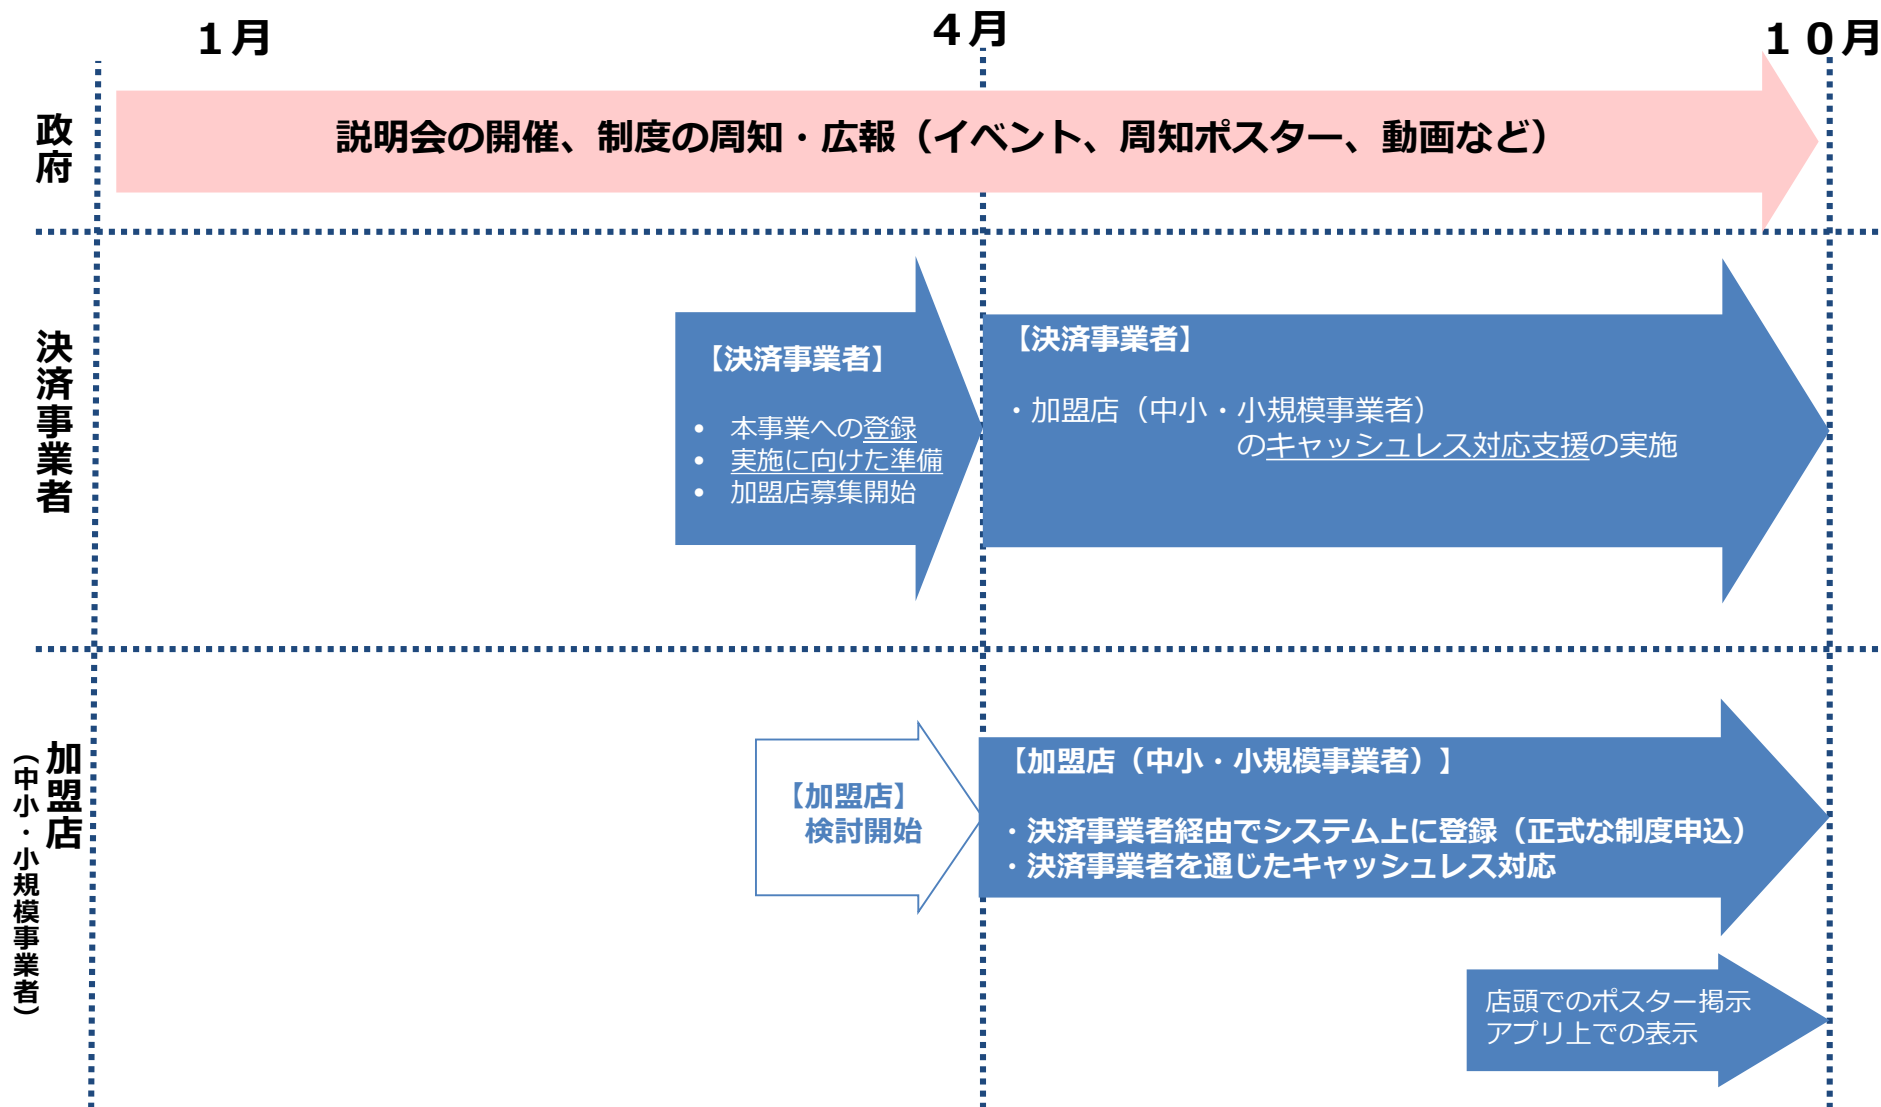 １月
４月
１０月
政府
説明会の開催、制度の周知・広報（イベント、周知ポスター、動画など）
決済事業者
【決済事業者】
• 本事業への登録
• 実施に向けた準備
• 加盟店募集開始
【決済事業者】
・加盟店（中小・小規模事業者）
のキャッシュレス対応支援の実施
加盟店
（中小・小規模事業者）
【加盟店】
検討開始
【加盟店（中小・小規模事業者）】
・決済事業者経由でシステム上に登録（正式な制度申込）
・決済事業者を通じたキャッシュレス対応
店頭でのポスター掲示
アプリ上での表示